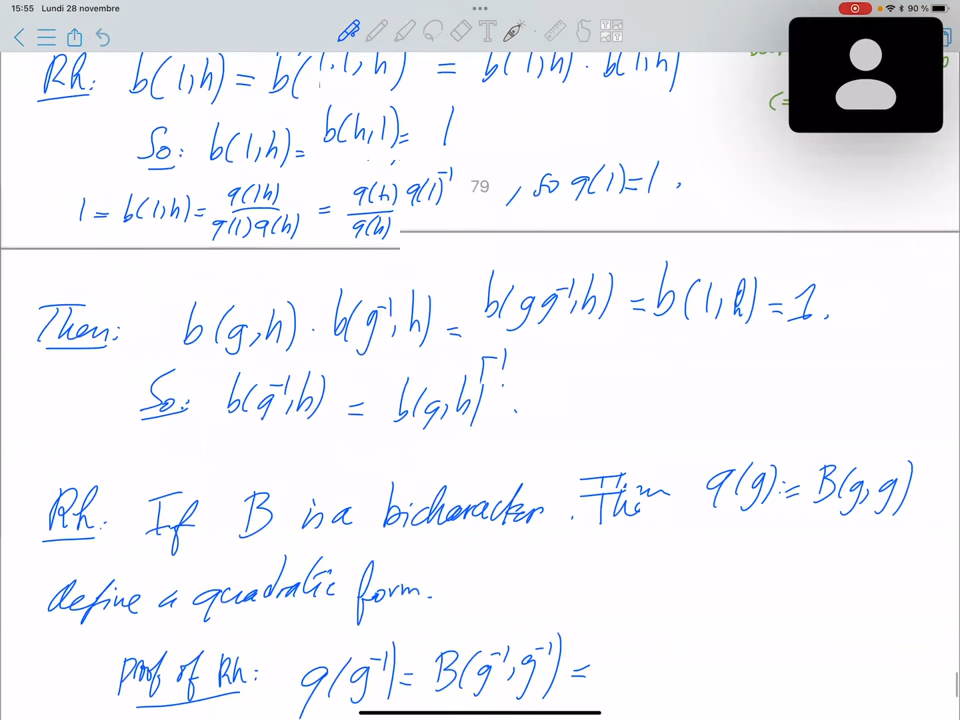 15:55 Lundi 28 novembre
90 %
Rk: b(1,h) = b(1.1,h) = b(1,h) · b(1,h)
So: b(1,h) = b(h,1) = 1
1 = b(1,h) = q(1h)/q(1)q(h) = q(h)/q(h) q(1)⁻¹ , so q(1)=1.
79
Then: b(g,h) · b(g⁻¹,h) = b(gg⁻¹,h) = b(1,h) = 1.
So: b(g⁻¹,h) = b(g,h)⁻¹.
Rk: If B is a bicharacter. Then q(g) := B(g,g)
define a quadratic form.
Proof of Rk: q(g⁻¹) = B(g⁻¹,g⁻¹) =